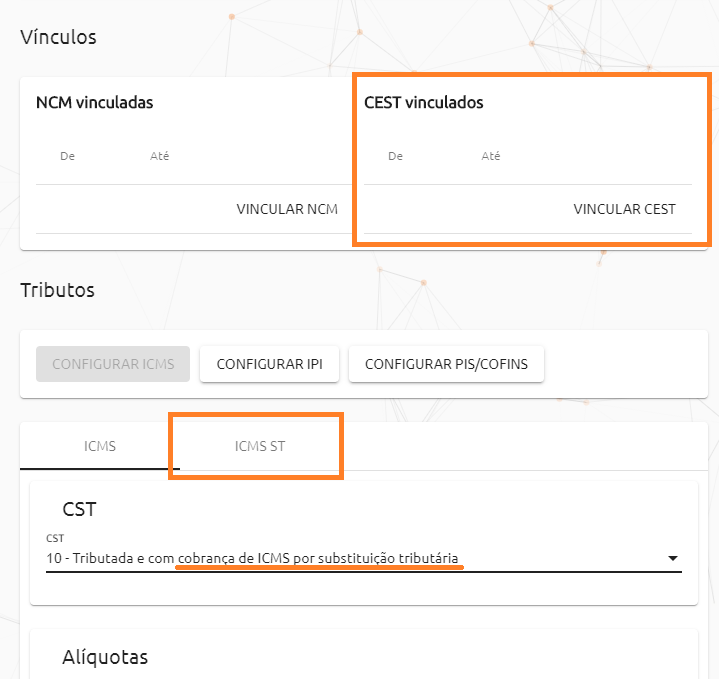 Vínculos
NCM vinculadas
CEST vinculados
De Até
De Até
VINCULAR NCM
VINCULAR CEST
Tributos
CONFIGURAR ICMS CONFIGURAR IPI CONFIGURAR PIS/COFINS
ICMS ICMS ST
CST
CST
10 - Tributada e com cobrança de ICMS por substituição tributária
Alíquotas